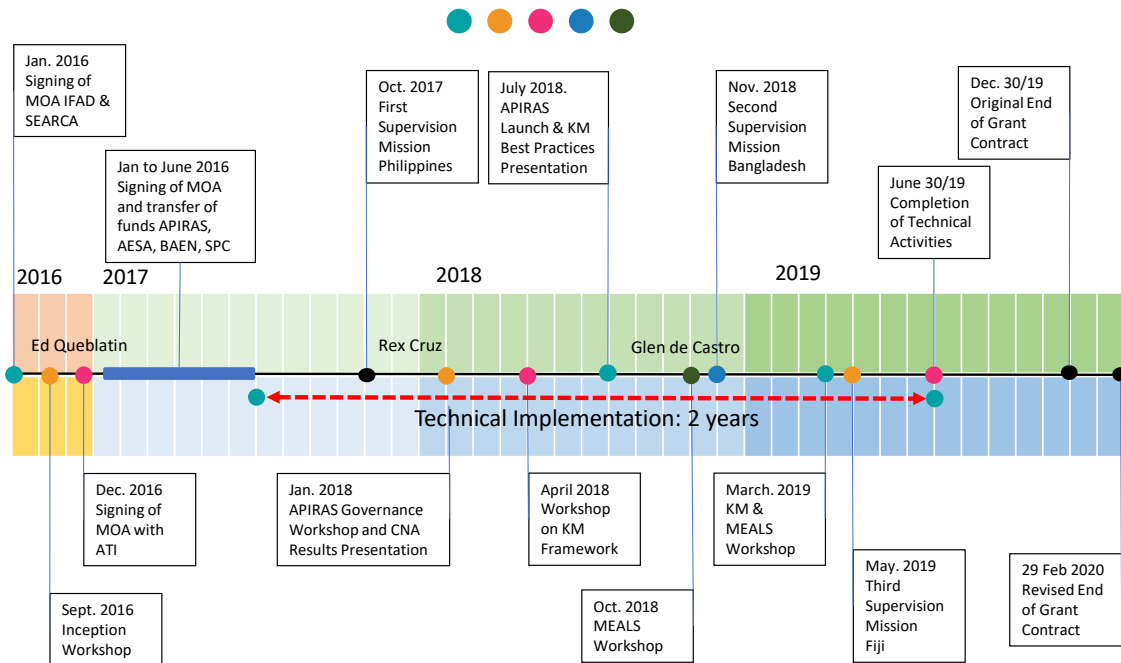 Jan. 2016
Signing of
MOA IFAD &
SEARCA
Jan to June 2016
Signing of MOA
and transfer of
funds APIRAS,
AESA, BAEN, SPC
Oct. 2017
First
Supervision
Mission
Philippines
July 2018.
APIRAS
Launch & KM
Best Practices
Presentation
Nov. 2018
Second
Supervision
Mission
Bangladesh
Dec. 30/19
Original End
of Grant
Contract
June 30/19
Completion
of Technical
Activities
2016
2017
2018
2019
Ed Queblatin
Rex Cruz
Glen de Castro
Technical Implementation: 2 years
Dec. 2016
Signing of
MOA with
ATI
Sept. 2016
Inception
Workshop
Jan. 2018
APIRAS Governance
Workshop and CNA
Results Presentation
April 2018
Workshop
on KM
Framework
Oct. 2018
MEALS
Workshop
March. 2019
KM &
MEALS
Workshop
May. 2019
Third
Supervision
Mission
Fiji
29 Feb 2020
Revised End
of Grant
Contract